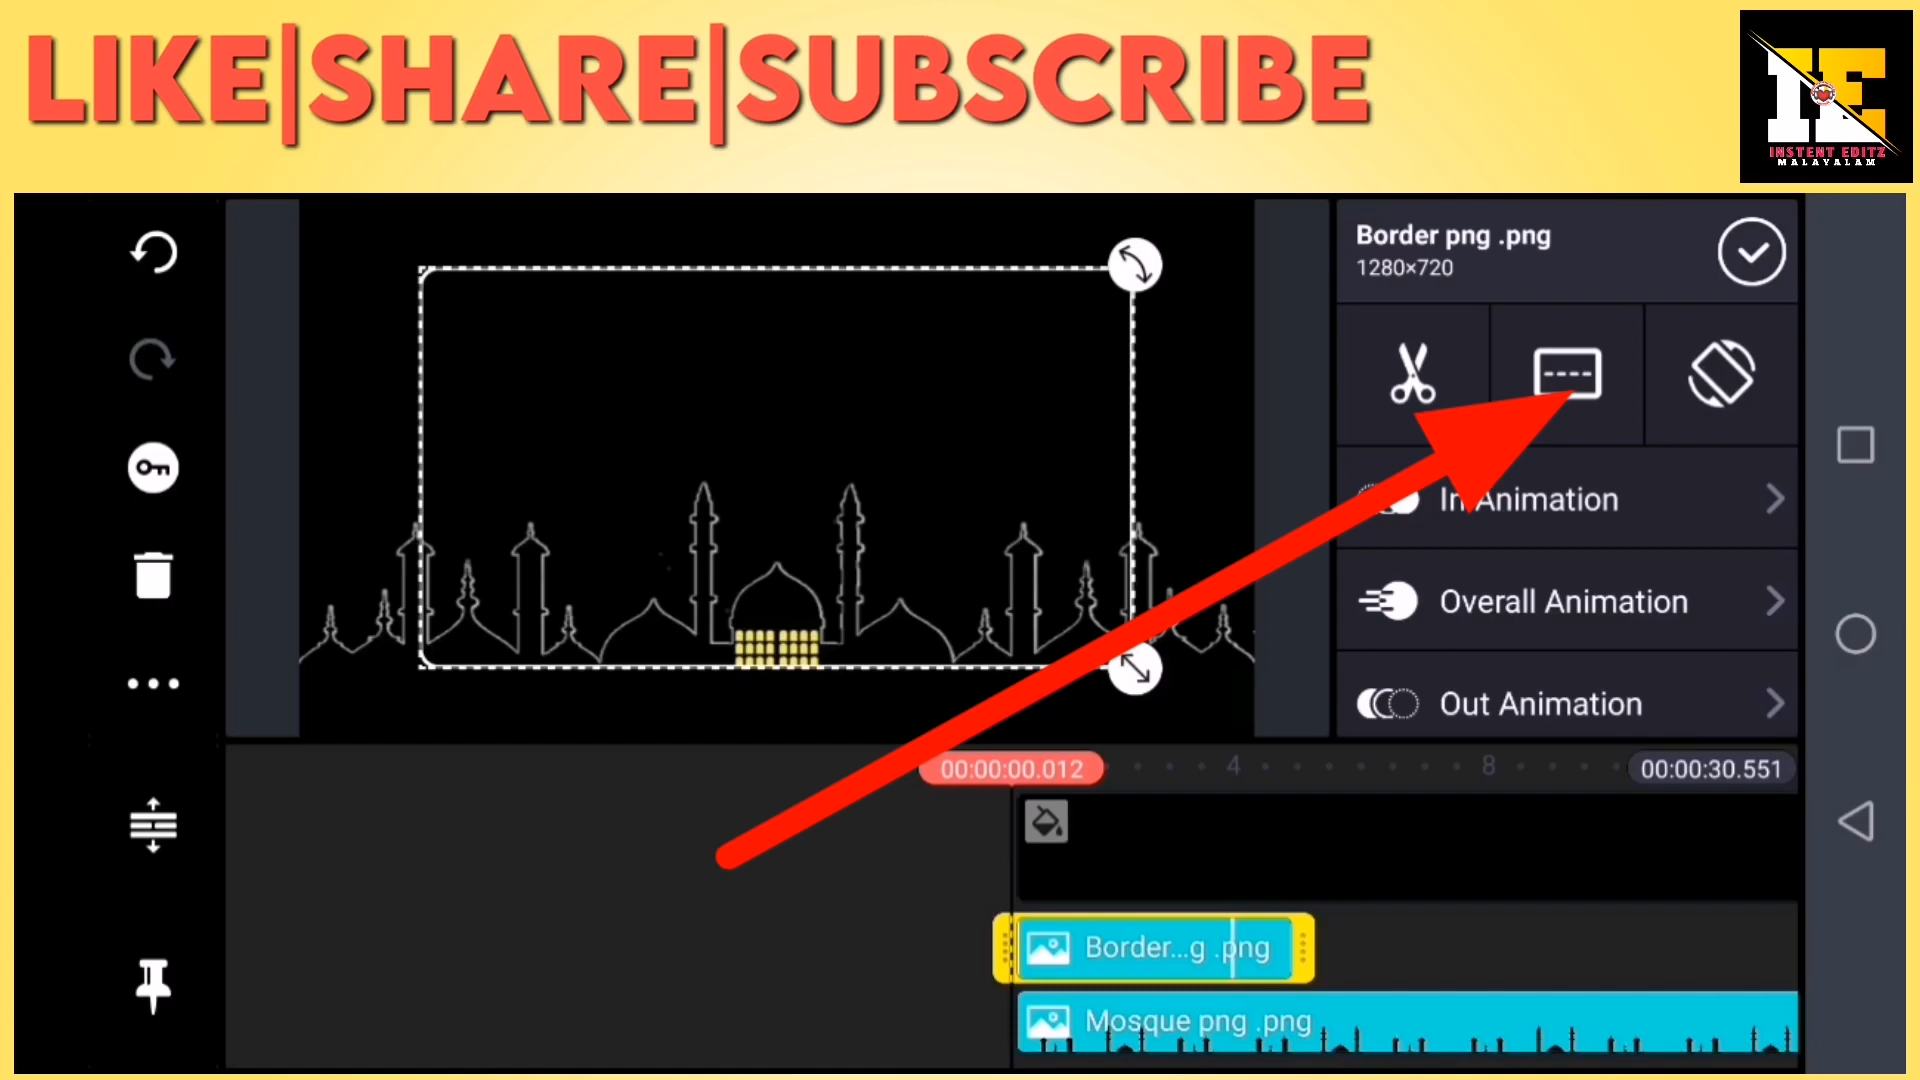 LIKE|SHARE|SUBSCRIBE
IE
INSTENT EDITZ
MALAYALAM
Border png .png
1280×720
In Animation
Overall Animation
Out Animation
00:00:00.012
4
8
00:00:30.551
Border...g .png
Mosque png .png